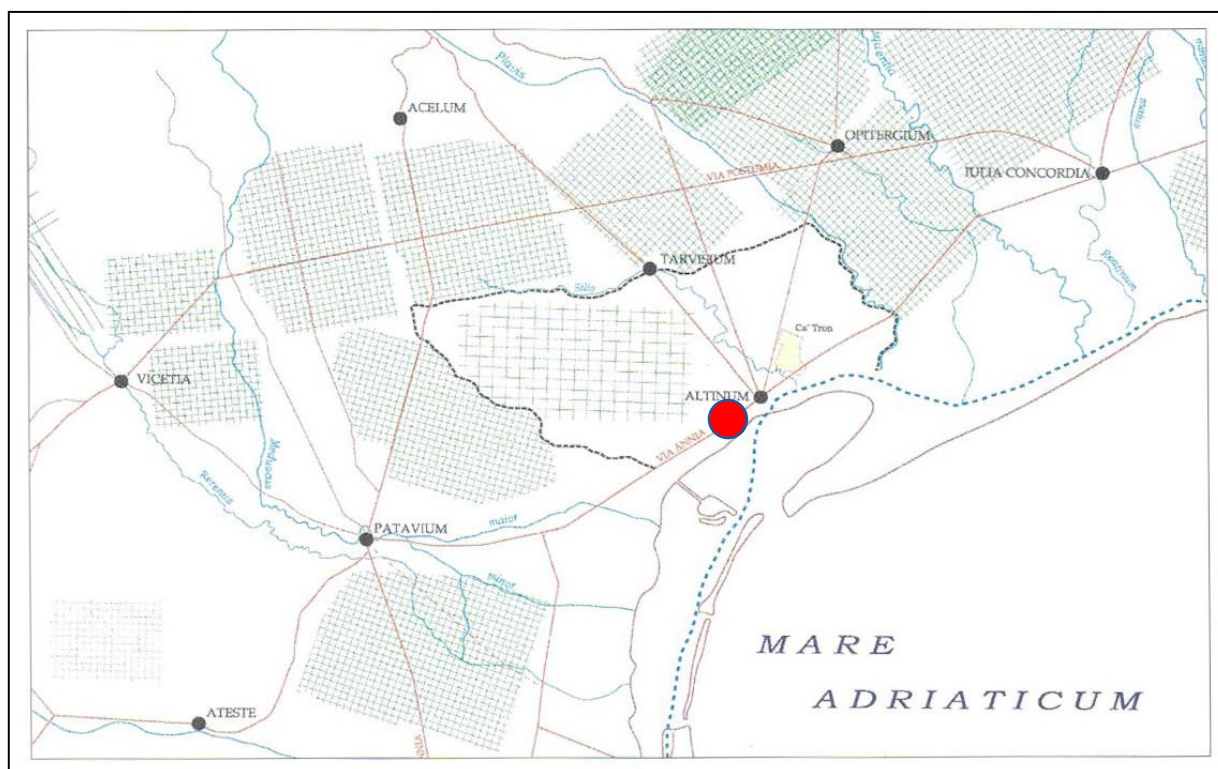 Plavis
ACELUM
OPITERGIUM
VIA POSTUMIA
IULIA CONCORDIA
TARVISIUM
Silis
Reatinum
Ca' Tron
VICETIA
ALTINUM
VIA ANNIA
Meduacus
PATAVIUM
maior
minor
MARE
ADRIATICUM
ATESTE